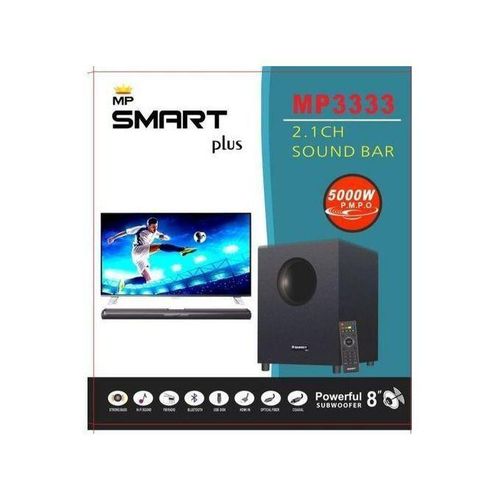 MP
SMART
plus
MP3333
2.1CH
SOUND BAR
5000W
P.M.P.O
STRONG BASS
HI-FI SOUND
FM RADIO
BLUETOOTH
USB DISK
HDMI IN
OPTICAL FIBER
COAXIAL
Powerful
SUBWOOFER
8"